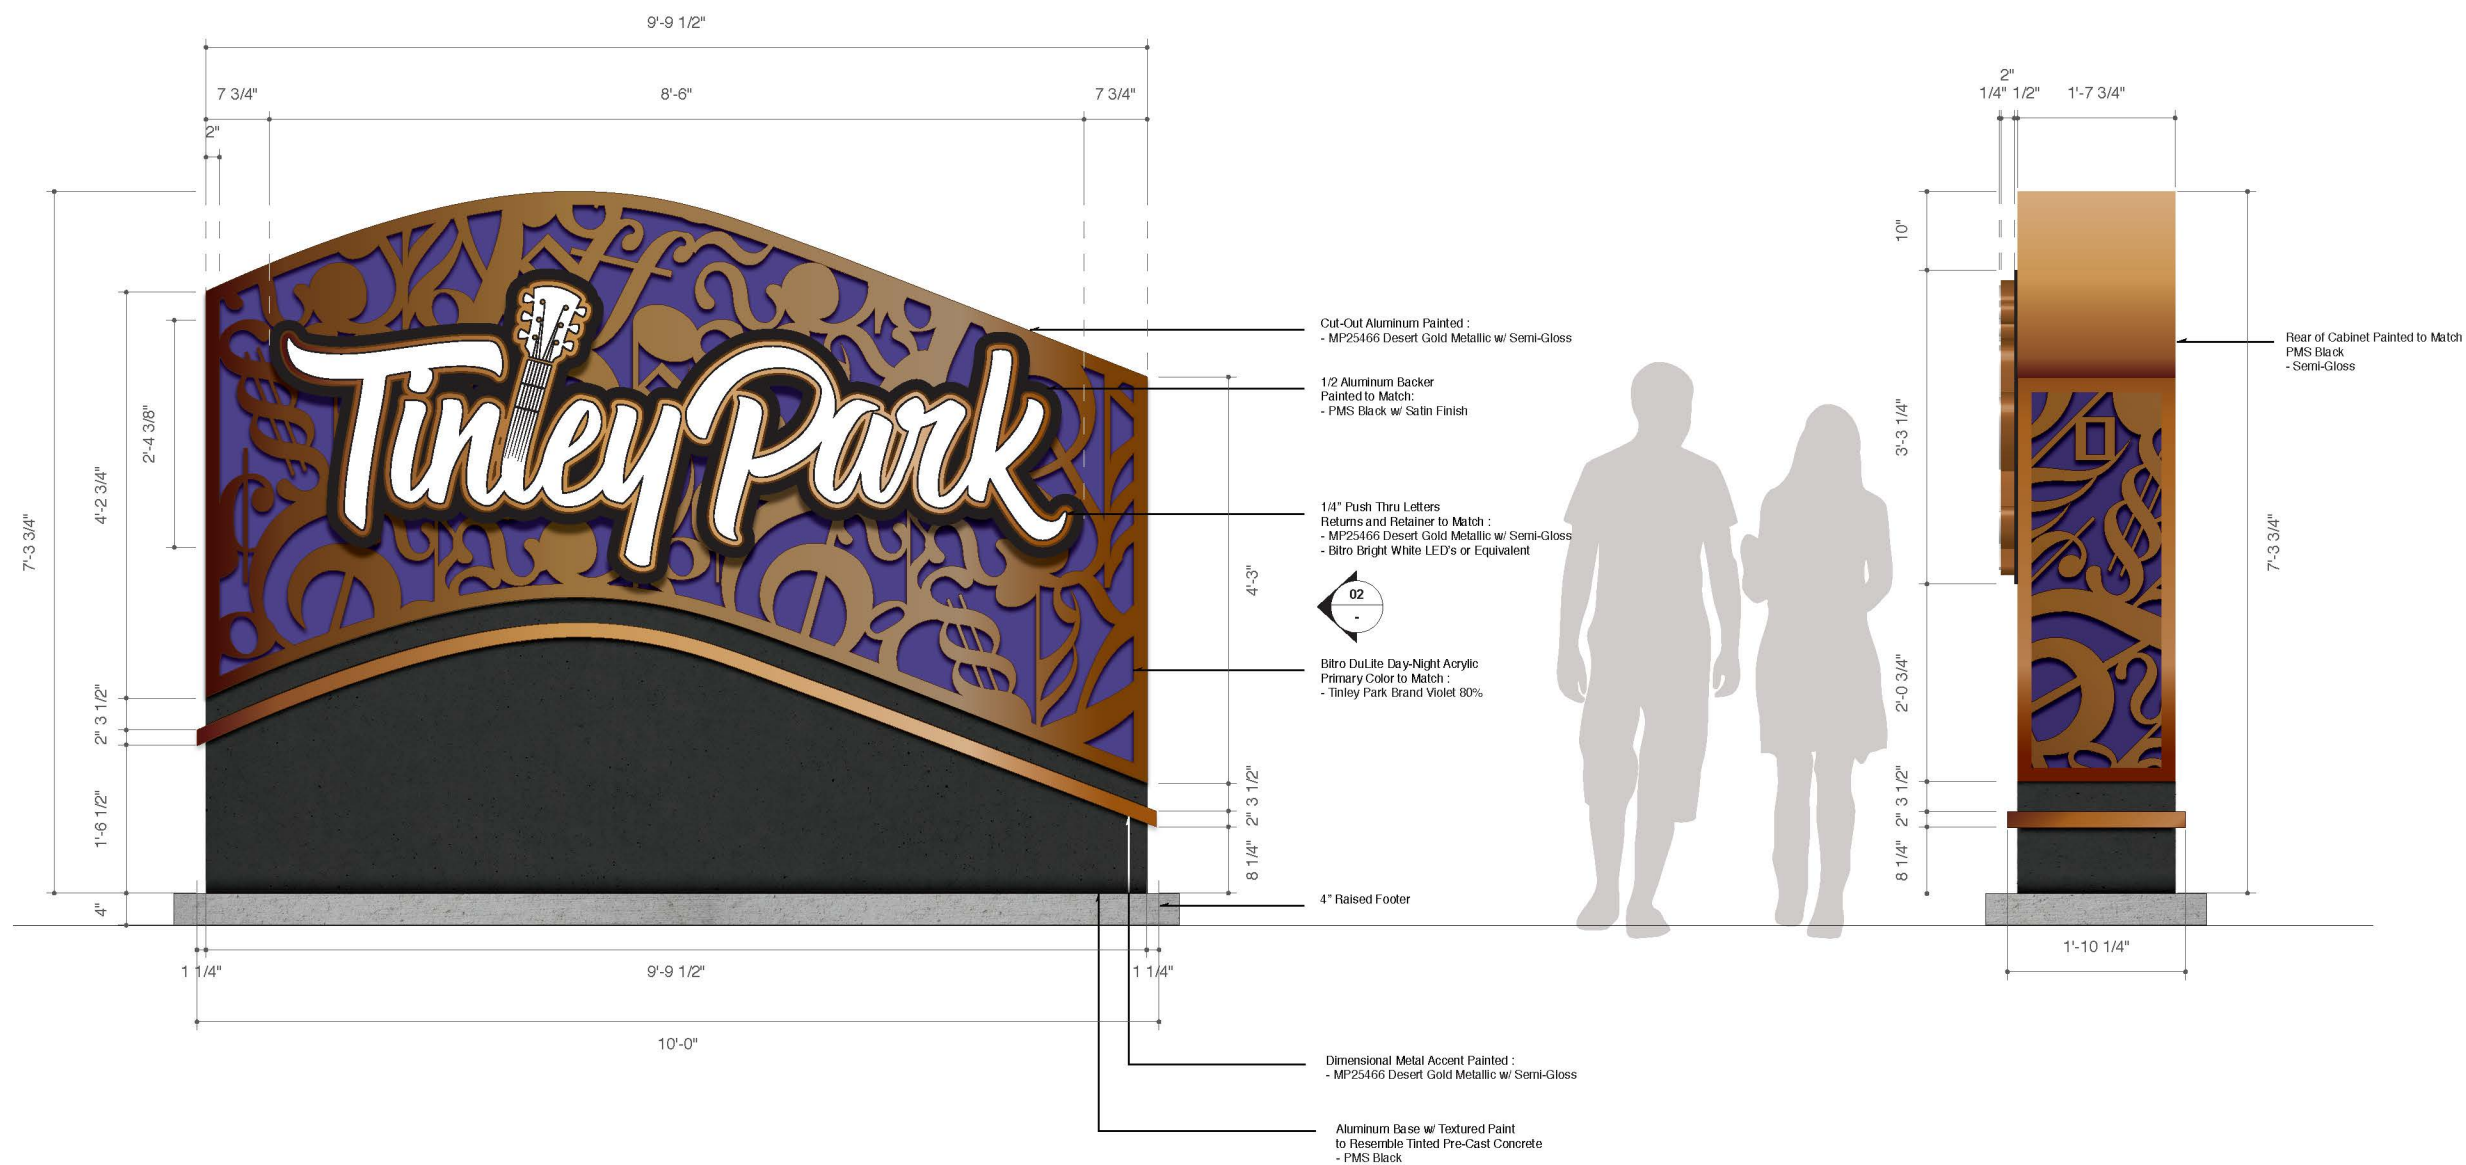 9'-9 1/2"
7 3/4"
8'-6"
7 3/4"
2"
2"
1/4" 1/2"
1'-7 3/4"
7'-3 3/4"
4'-2 3/4"
2'-4 3/8"
2" 3 1/2"
1'-6 1/2"
4"
Tinley Park
4'-3"
2" 3 1/2"
8 1/4"
Cut-Out Aluminum Painted :
- MP25466 Desert Gold Metallic w/ Semi-Gloss
1/2 Aluminum Backer
Painted to Match:
- PMS Black w/ Satin Finish
1/4" Push Thru Letters
Returns and Retainer to Match :
- MP25466 Desert Gold Metallic w/ Semi-Gloss
- Bitro Bright White LED's or Equivalent
02
-
Bitro DuLite Day-Night Acrylic
Primary Color to Match :
- Tinley Park Brand Violet 80%
4" Raised Footer
10"
3'-3 1/4"
2'-0 3/4"
2" 3 1/2"
8 1/4"
Rear of Cabinet Painted to Match
PMS Black
- Semi-Gloss
7'-3 3/4"
1'-10 1/4"
1 1/4"
9'-9 1/2"
1 1/4"
10'-0"
Dimensional Metal Accent Painted :
- MP25466 Desert Gold Metallic w/ Semi-Gloss
Aluminum Base w/ Textured Paint
to Resemble Tinted Pre-Cast Concrete
- PMS Black